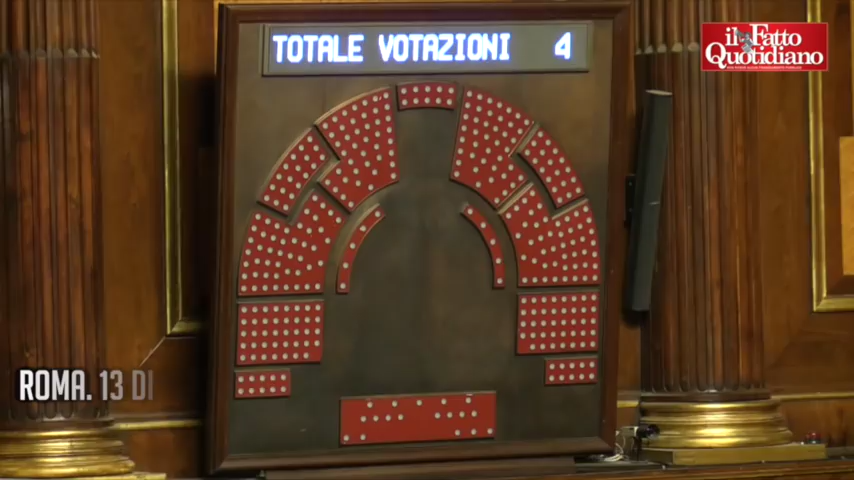 TOTALE VOTAZIONI 4
il Fatto
Quotidiano
ROMA. 13 DI